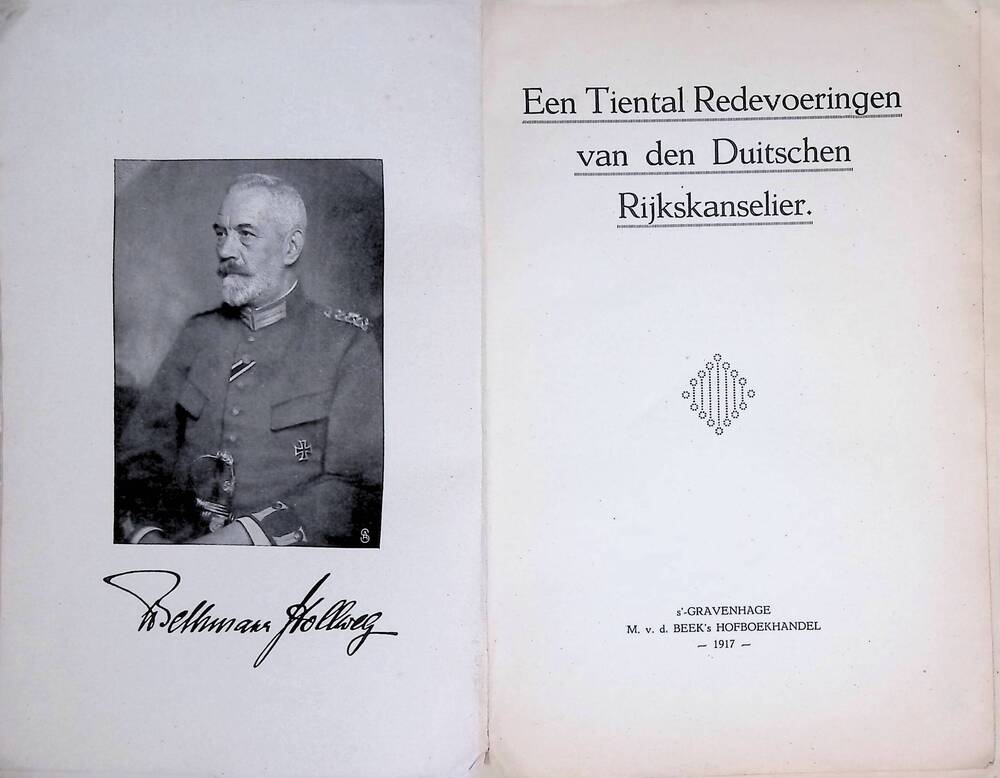 Bethmann Hollweg
Een Tiental Redevoeringen
van den Duitschen
Rijkskanselier.
s'-GRAVENHAGE
M. v. d. BEEK's HOFBOEKHANDEL
— 1917 —